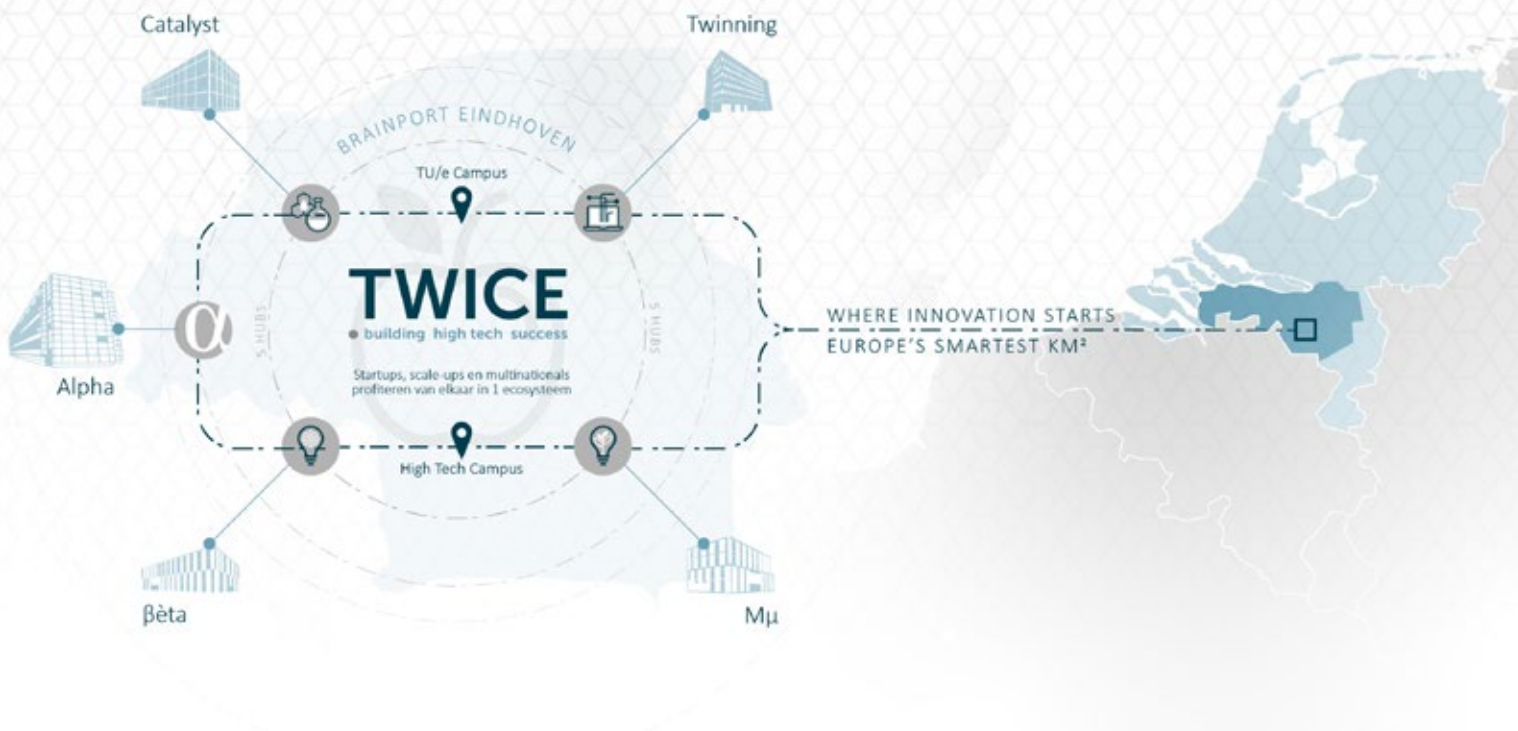 Catalyst
Twinning
BRAINPORT EINDHOVEN
TU/e Campus
TWICE
building high tech success
5 HUBS
5 HUBS
Startups, scale-ups en multinationals
profiteren van elkaar in 1 ecosysteem
α
Alpha
High Tech Campus
βèta
Mμ
WHERE INNOVATION STARTS
EUROPE'S SMARTEST KM²